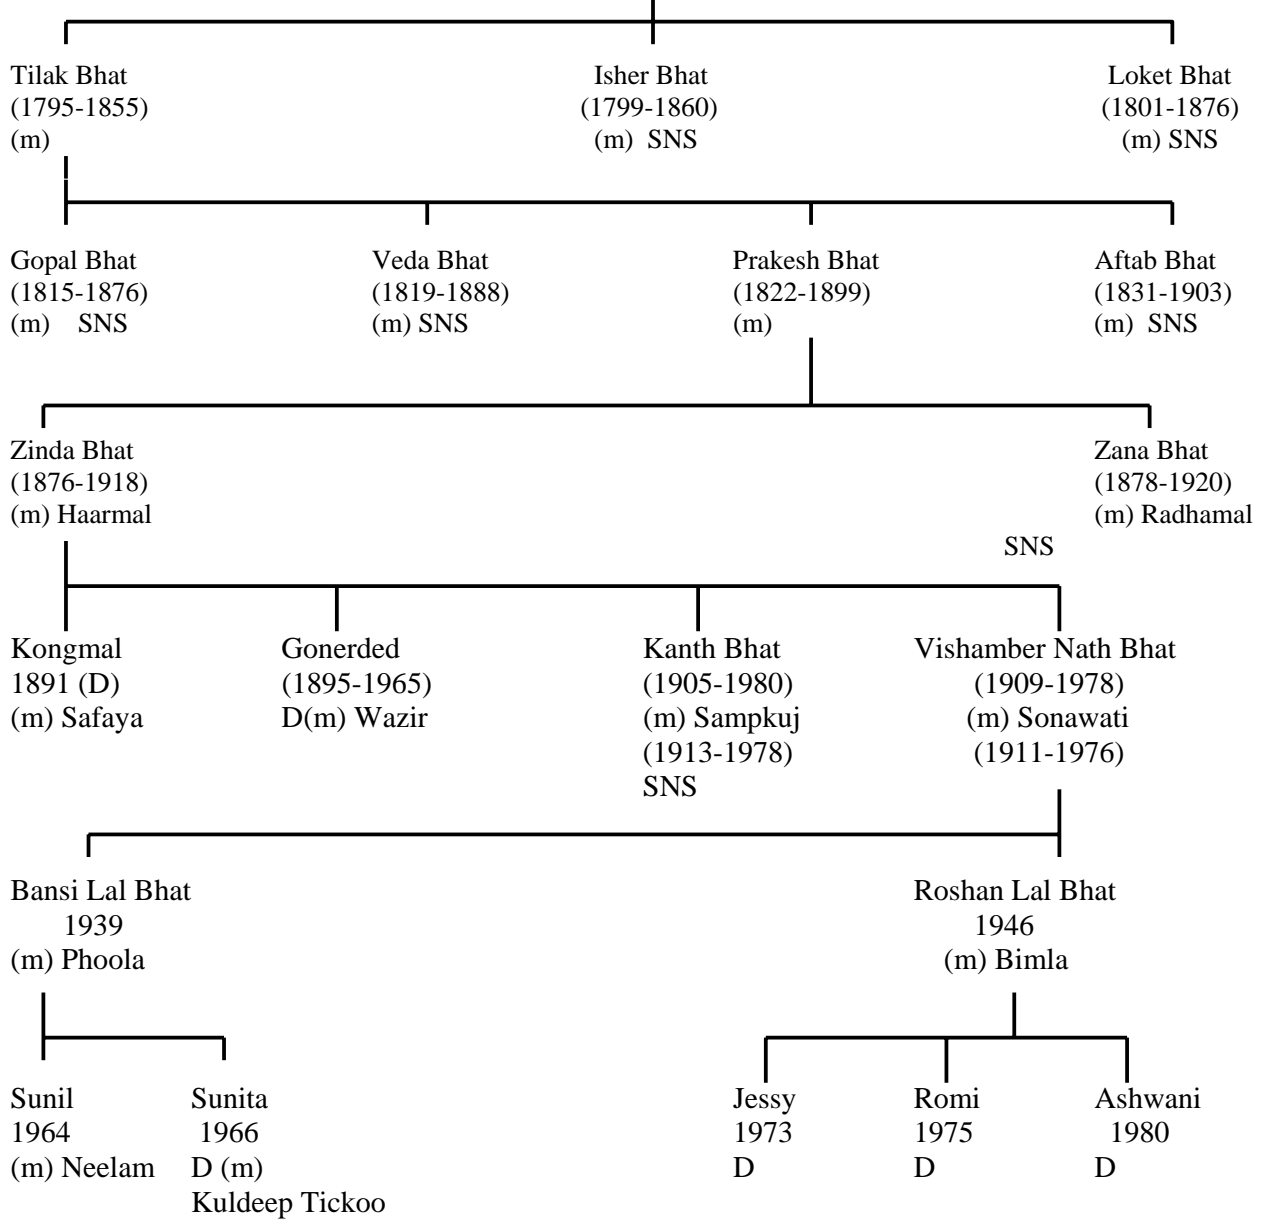 Tilak Bhat
(1795-1855)
(m)
Isher Bhat
(1799-1860)
(m) SNS
Loket Bhat
(1801-1876)
(m) SNS
Gopal Bhat
(1815-1876)
(m) SNS
Veda Bhat
(1819-1888)
(m) SNS
Prakesh Bhat
(1822-1899)
(m)
Aftab Bhat
(1831-1903)
(m) SNS
Zinda Bhat
(1876-1918)
(m) Haarmal
Zana Bhat
(1878-1920)
(m) Radhamal
SNS
Kongmal
1891 (D)
(m) Safaya
Gonerded
(1895-1965)
D(m) Wazir
Kanth Bhat
(1905-1980)
(m) Sampkuj
(1913-1978)
SNS
Vishamber Nath Bhat
(1909-1978)
(m) Sonawati
(1911-1976)
Bansi Lal Bhat
1939
(m) Phoola
Roshan Lal Bhat
1946
(m) Bimla
Sunil
1964
(m) Neelam
Sunita
1966
D (m)
Kuldeep Tickoo
Jessy
1973
D
Romi
1975
D
Ashwani
1980
D